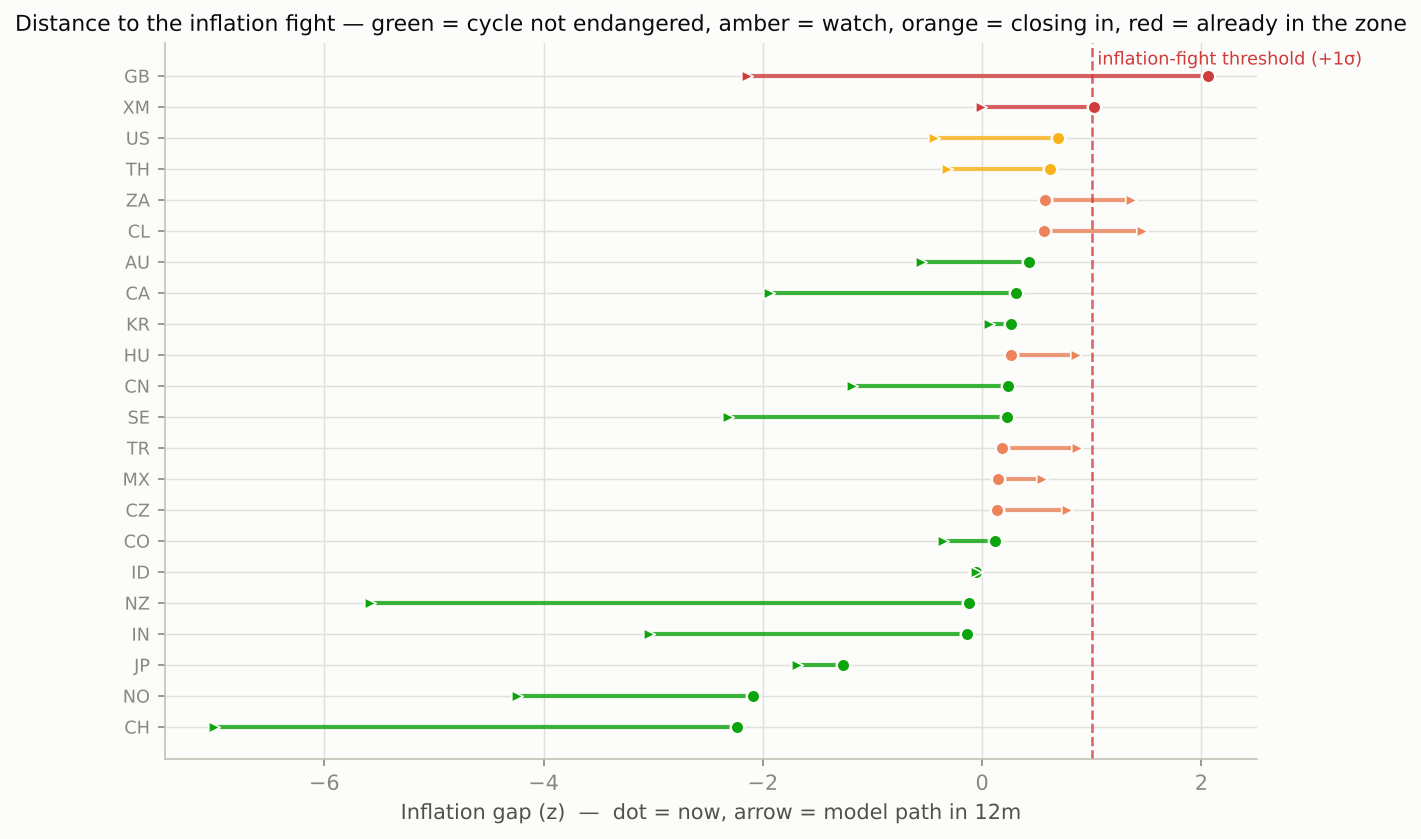 Distance to the inflation fight — green = cycle not endangered, amber = watch, orange = closing in, red = already in the zone
inflation-fight threshold (+1σ)
GB
XM
US
TH
ZA
CL
AU
CA
KR
HU
CN
SE
TR
MX
CZ
CO
ID
NZ
IN
JP
NO
CH
−6 −4 −2 0 2
Inflation gap (z) — dot = now, arrow = model path in 12m